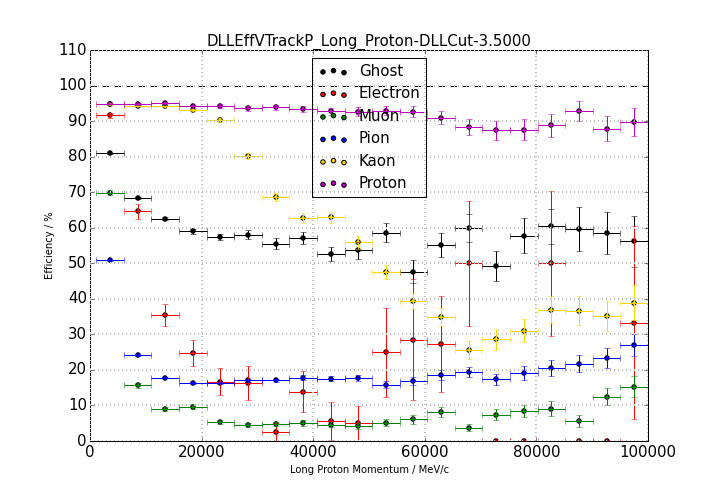 DLLEffVTrackP_Long_Proton-DLLCut-3.5000
110
100
90
80
70
60
50
40
30
20
10
0
Efficiency / %
Ghost
Electron
Muon
Pion
Kaon
Proton
0 20000 40000 60000 80000 100000
Long Proton Momentum / MeV/c